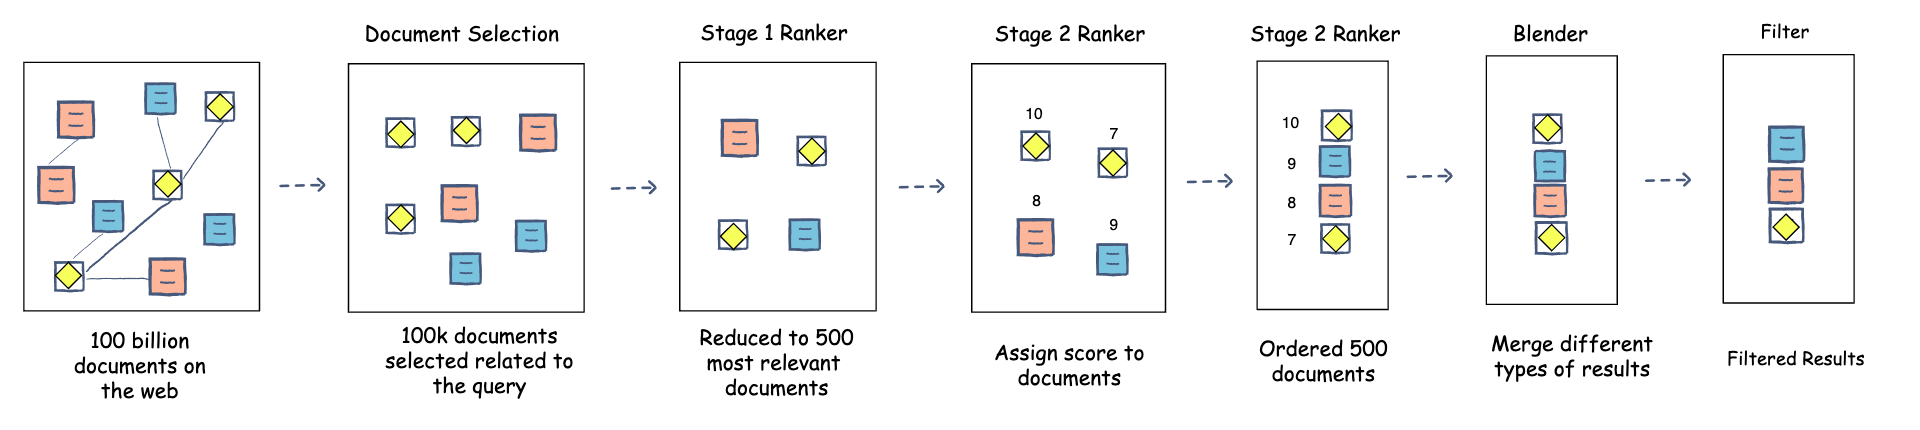 Document Selection
Stage 1 Ranker
Stage 2 Ranker
Stage 2 Ranker
Blender
Filter
10
7
8
9
10
9
8
7
100 billion
documents on
the web
100k documents
selected related to
the query
Reduced to 500
most relevant
documents
Assign score to
documents
Ordered 500
documents
Merge different
types of results
Filtered Results